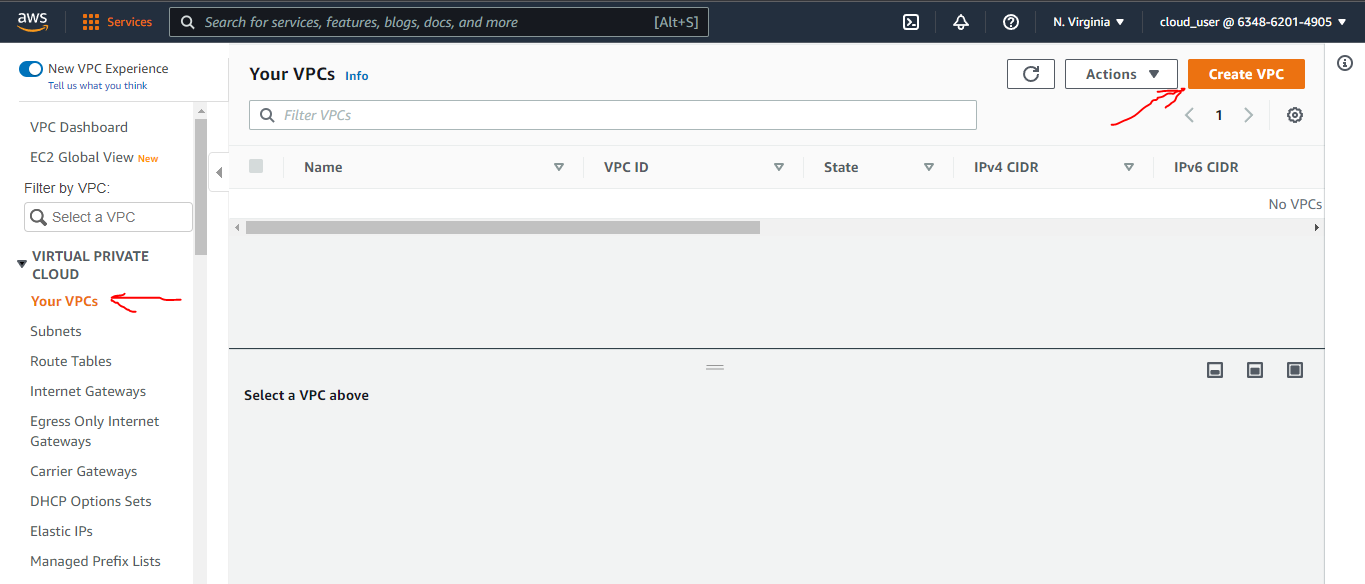 aws
Services
Search for services, features, blogs, docs, and more
[Alt+S]
N. Virginia
cloud_user @ 6348-6201-4905
New VPC Experience
Tell us what you think
VPC Dashboard
EC2 Global View New
Filter by VPC:
Select a VPC
VIRTUAL PRIVATE
CLOUD
Your VPCs
Subnets
Route Tables
Internet Gateways
Egress Only Internet
Gateways
Carrier Gateways
DHCP Options Sets
Elastic IPs
Managed Prefix Lists
Your VPCs Info
Actions
Create VPC
Filter VPCs
1
Name
VPC ID
State
IPv4 CIDR
IPv6 CIDR
No VPCs
Select a VPC above